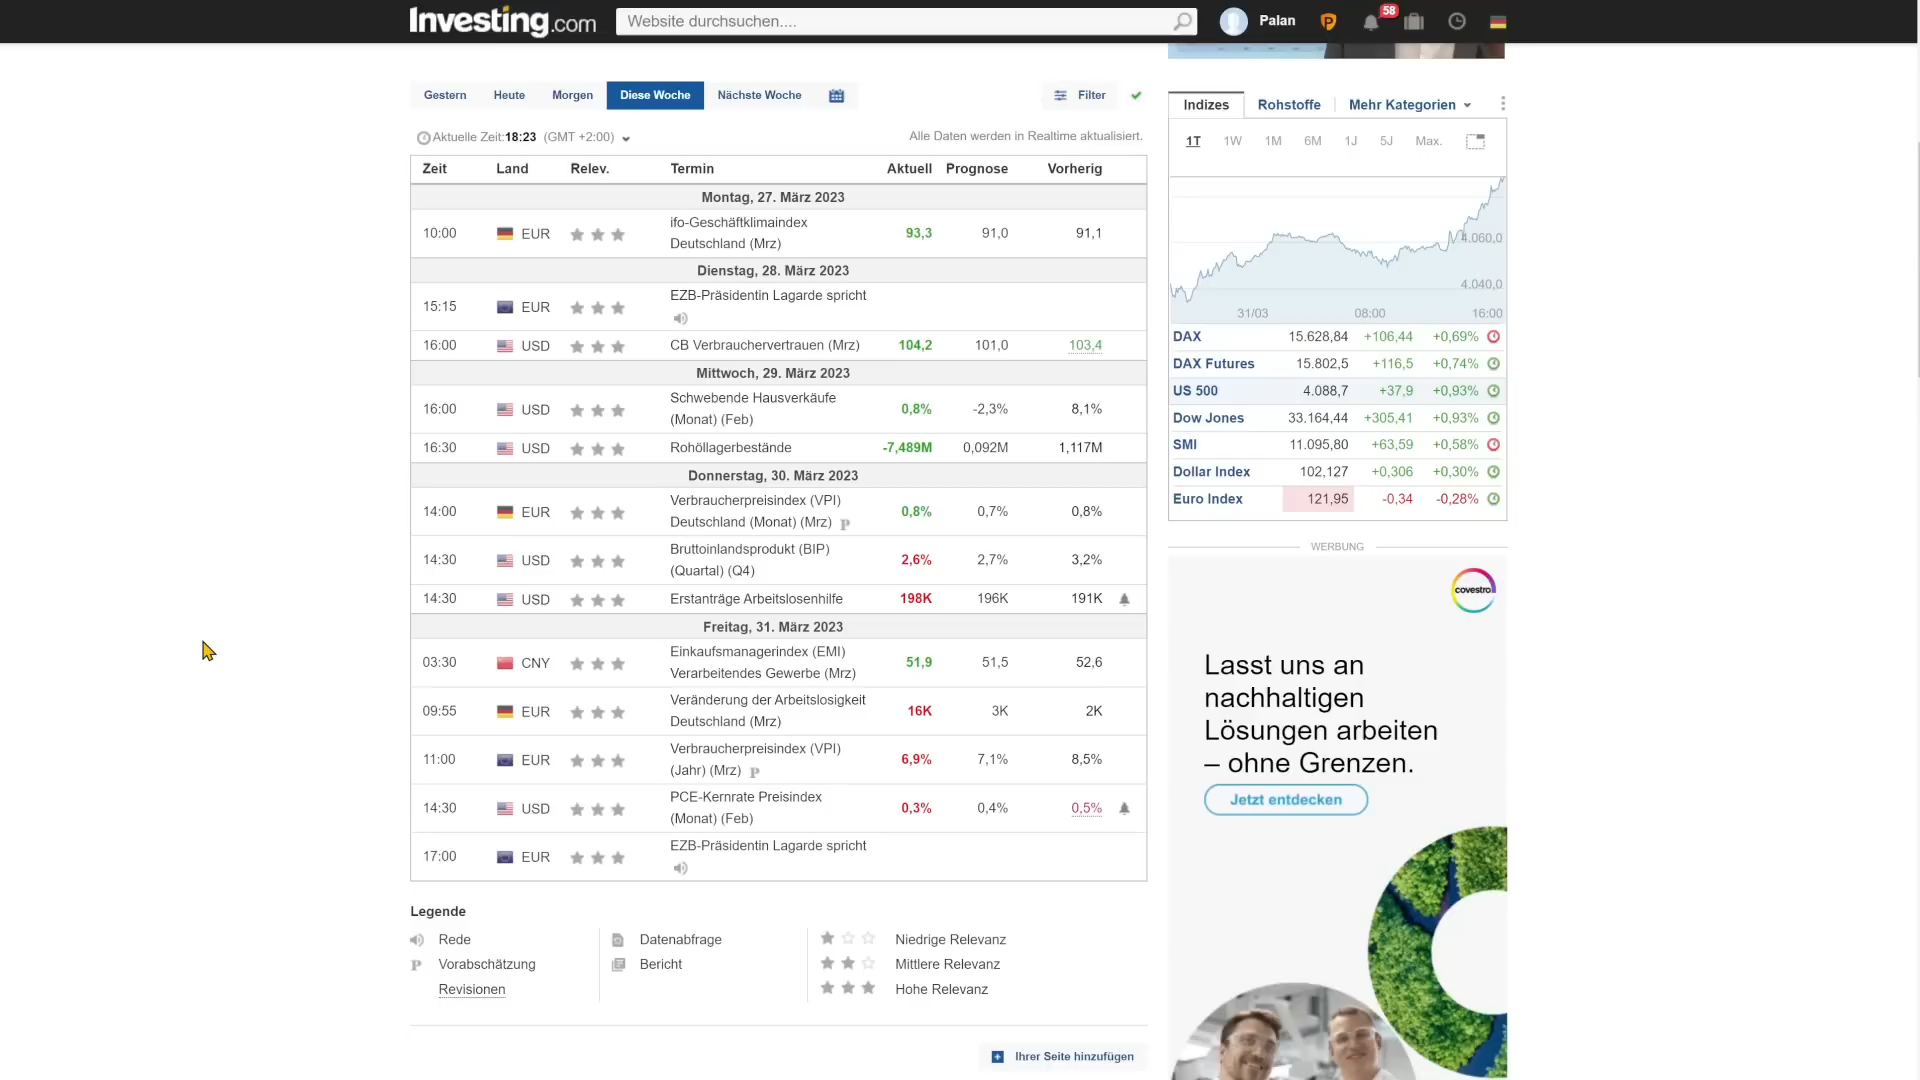 Investing.com
Website durchsuchen....
Palan
58
Gestern Heute Morgen Diese Woche Nächste Woche
Filter
Aktuelle Zeit:18:23 (GMT +2:00)
Alle Daten werden in Realtime aktualisiert.
Zeit Land Relev. Termin Aktuell Prognose Vorherig
Montag, 27. März 2023
10:00 EUR ifo-Geschäftklimaindex
Deutschland (Mrz) 93,3 91,0 91,1
Dienstag, 28. März 2023
15:15 EUR EZB-Präsidentin Lagarde spricht
16:00 USD CB Verbrauchervertrauen (Mrz) 104,2 101,0 103,4
Mittwoch, 29. März 2023
16:00 USD Schwebende Hausverkäufe
(Monat) (Feb) 0,8% -2,3% 8,1%
16:30 USD Rohöllagerbestände -7,489M 0,092M 1,117M
Donnerstag, 30. März 2023
14:00 EUR Verbraucherpreisindex (VPI)
Deutschland (Monat) (Mrz) P 0,8% 0,7% 0,8%
14:30 USD Bruttoinlandsprodukt (BIP)
(Quartal) (Q4) 2,6% 2,7% 3,2%
14:30 USD Erstanträge Arbeitslosenhilfe 198K 196K 191K
Freitag, 31. März 2023
03:30 CNY Einkaufsmanagerindex (EMI)
Verarbeitendes Gewerbe (Mrz) 51,9 51,5 52,6
09:55 EUR Veränderung der Arbeitslosigkeit
Deutschland (Mrz) 16K 3K 2K
11:00 EUR Verbraucherpreisindex (VPI)
(Jahr) (Mrz) P 6,9% 7,1% 8,5%
14:30 USD PCE-Kernrate Preisindex
(Monat) (Feb) 0,3% 0,4% 0,5%
17:00 EUR EZB-Präsidentin Lagarde spricht
Legende
Rede
P Vorabschätzung
Revisionen
Datenabfrage
Bericht
Niedrige Relevanz
Mittlere Relevanz
Hohe Relevanz
Ihrer Seite hinzufügen
Indizes Rohstoffe Mehr Kategorien
1T 1W 1M 6M 1J 5J Max.
4.060,0
4.040,0
31/03 08:00 16:00
DAX 15.628,84 +106,44 +0,69%
DAX Futures 15.802,5 +116,5 +0,74%
US 500 4.088,7 +37,9 +0,93%
Dow Jones 33.164,44 +305,41 +0,93%
SMI 11.095,80 +63,59 +0,58%
Dollar Index 102,127 +0,306 +0,30%
Euro Index 121,95 -0,34 -0,28%
WERBUNG
covestro
Lasst uns an
nachhaltigen
Lösungen arbeiten
– ohne Grenzen.
Jetzt entdecken